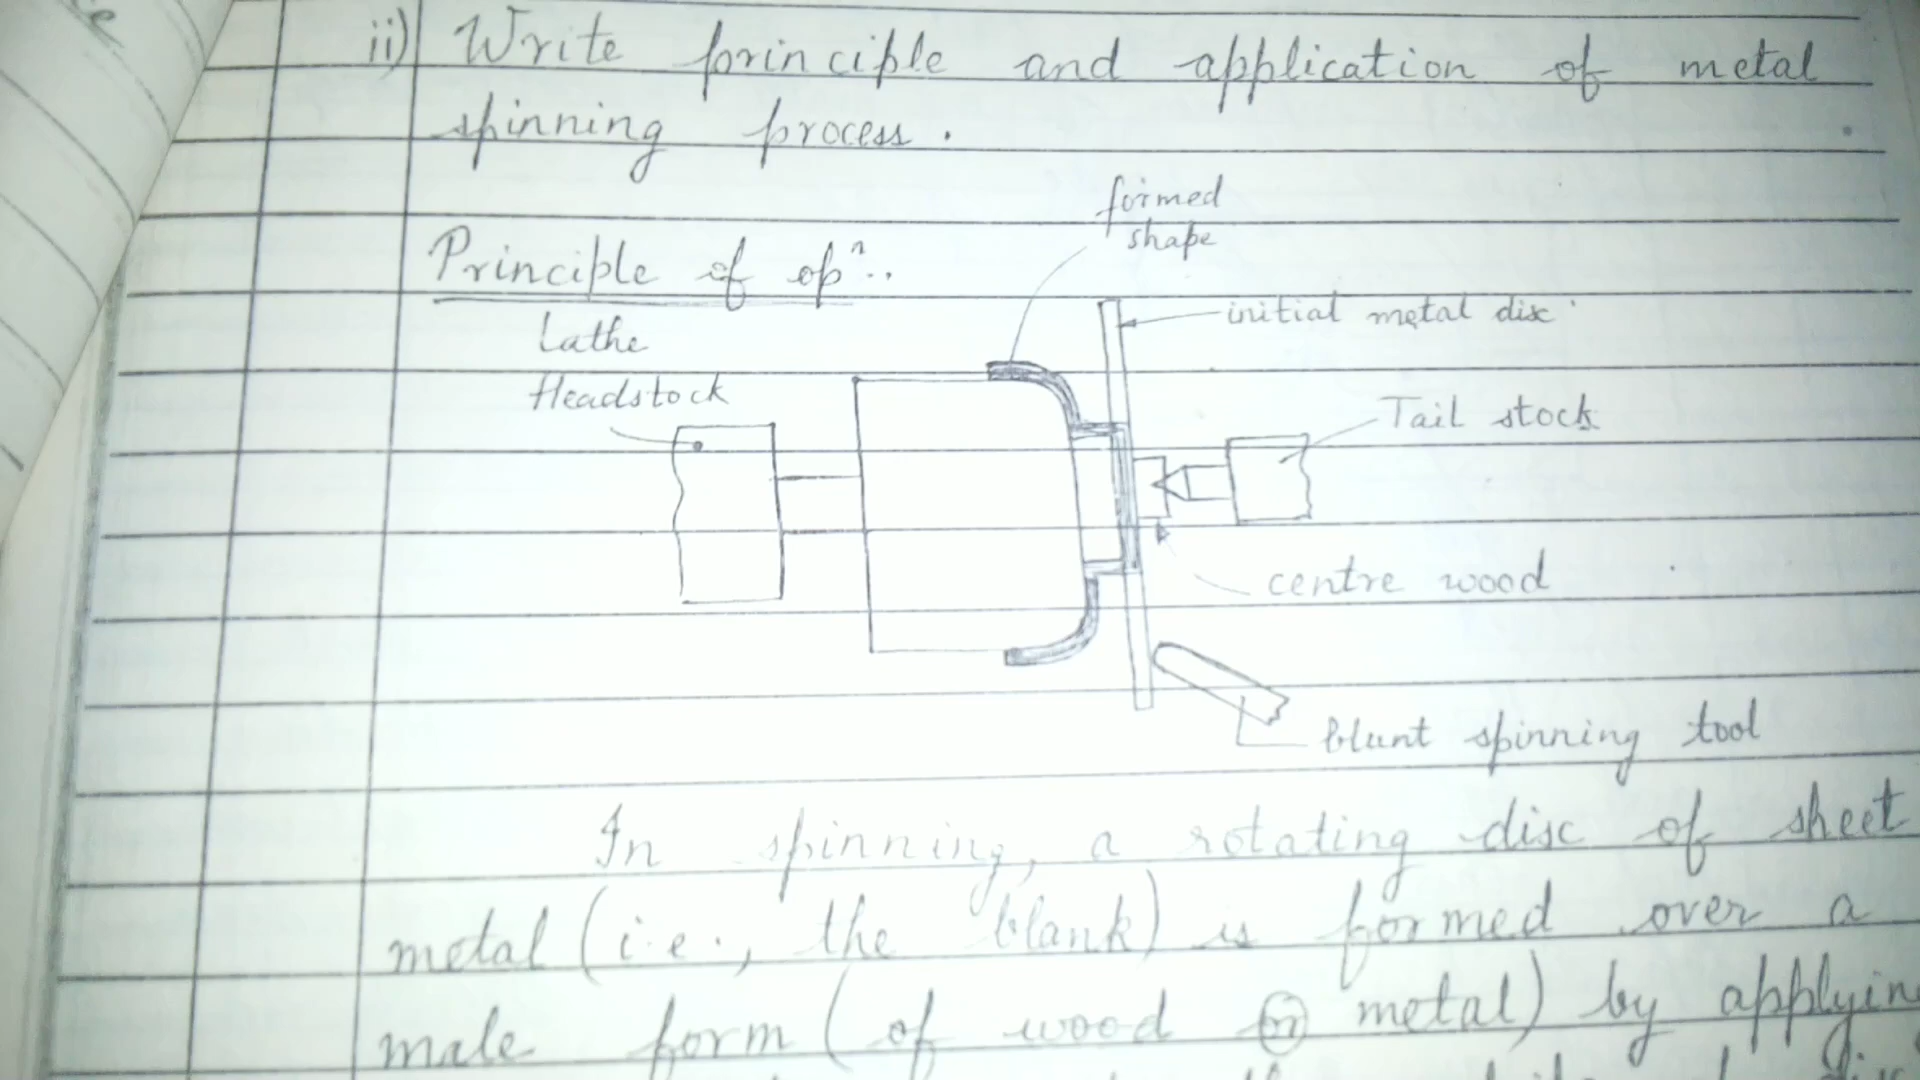 ii) Write principle and application of metal
spinning process.
Principle of opⁿ..
formed
shape
initial metal disc
Lathe
Headstock
Tail stock
centre wood
blunt spinning tool
In spinning, a rotating disc of sheet
metal (i.e., the blank) is formed over a
male form (of wood or metal) by applying